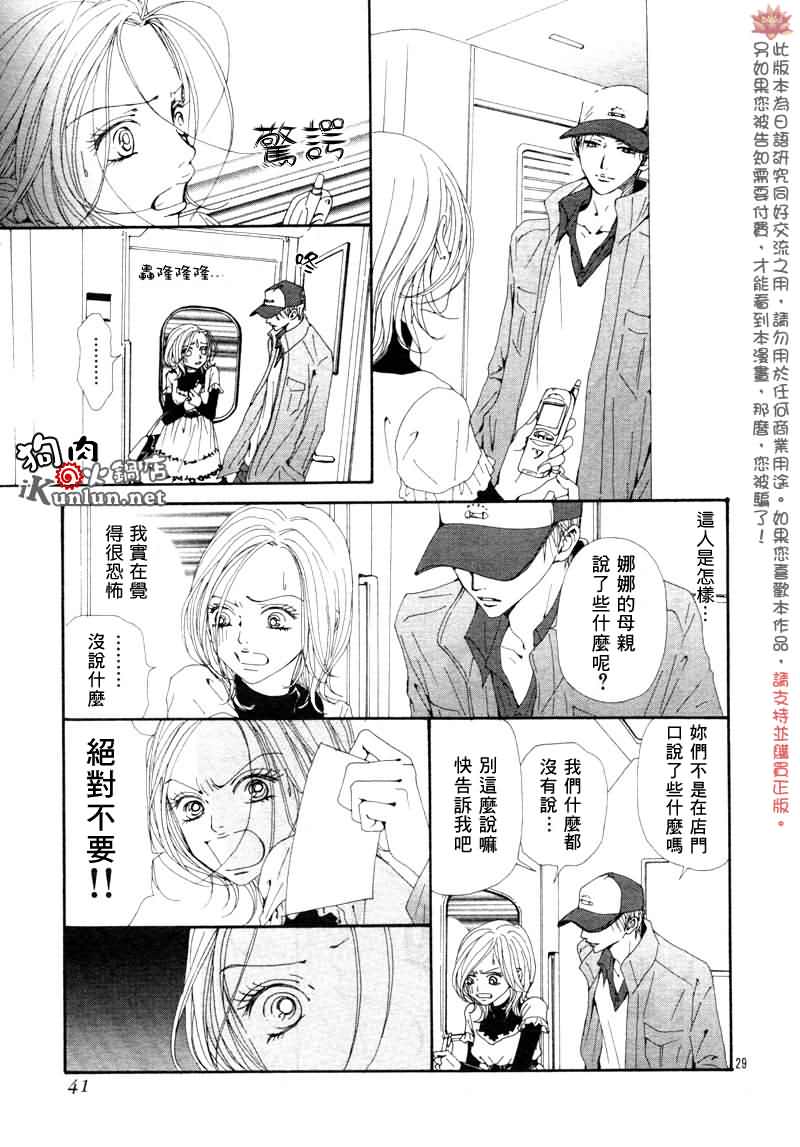 驚愕
轟隆隆隆…
咚
………
狗肉
火鍋店
iKunlun.net
這人是怎樣…
娜娜的母親
說了些什麼呢？
我實在覺
得很恐怖
………
沒說什麼
妳們不是在店門
口說了些什麼嗎
我們什麼都
沒有說…
別這麼說嘛
快告訴我吧
絕對不要!!
29
41
此版本為日語研究同好交流之用，請勿用於任何商業用途。如果您喜歡本作品，請支持並購買正版。
另如果您被告知需要付費，才能看到本漫畫，那麼，您被騙了！